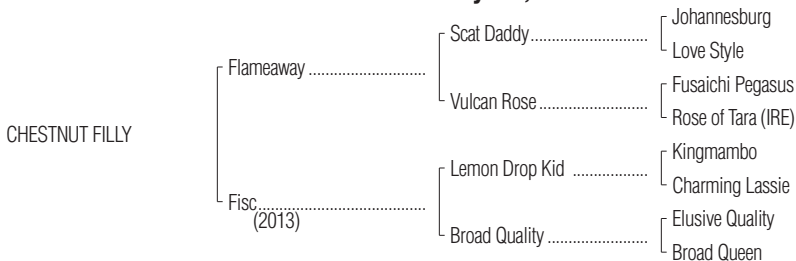 Johannesburg
Scat Daddy..............................
Love Style
Flameaway .............................
Fusaichi Pegasus
Vulcan Rose...........................
Rose of Tara (IRE)
CHESTNUT FILLY
Kingmambo
Lemon Drop Kid ...................
Charming Lassie
Fisc.........................................
(2013)
Elusive Quality
Broad Quality .........................
Broad Queen